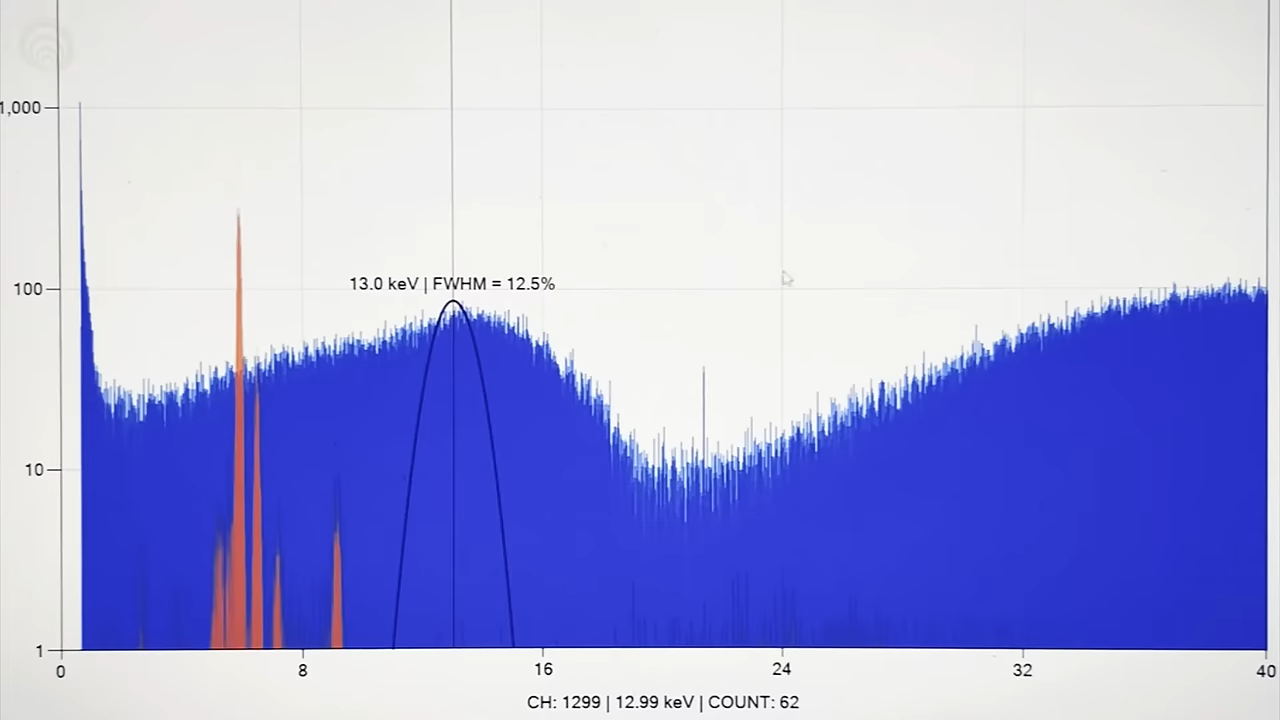 1,000
13.0 keV | FWHM = 12.5%
100
10
1
0 8 16 24 32 40
CH: 1299 | 12.99 keV | COUNT: 62